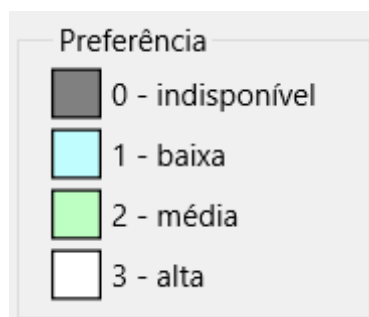 Preferência
0 - indisponível
1 - baixa
2 - média
3 - alta